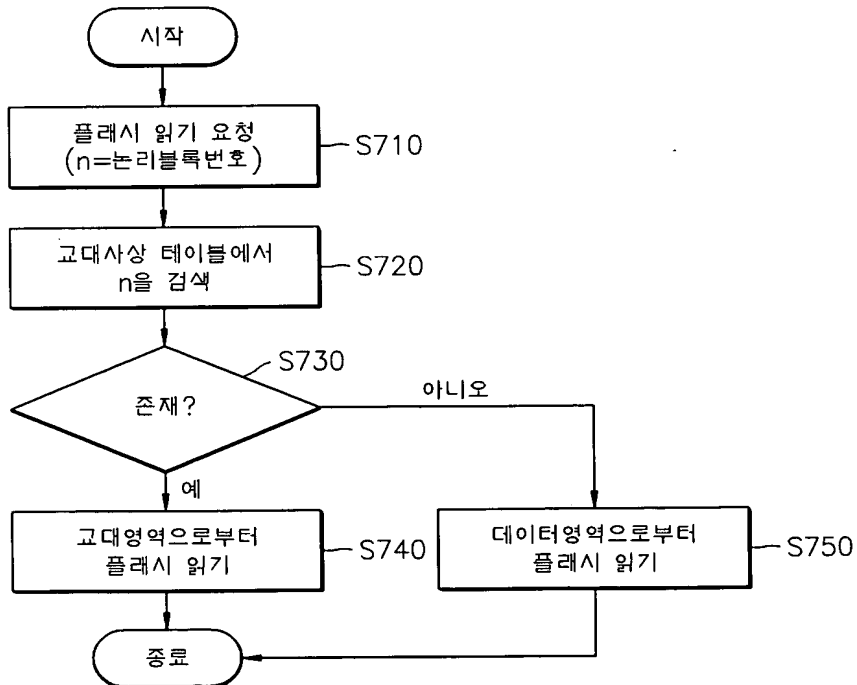 시작
플래시 읽기 요청
(n=논리블록번호)
S710
교대사상 테이블에서
n을 검색
S720
S730
존재?
아니오
예
교대영역으로부터
플래시 읽기
S740
데이터영역으로부터
플래시 읽기
S750
종료